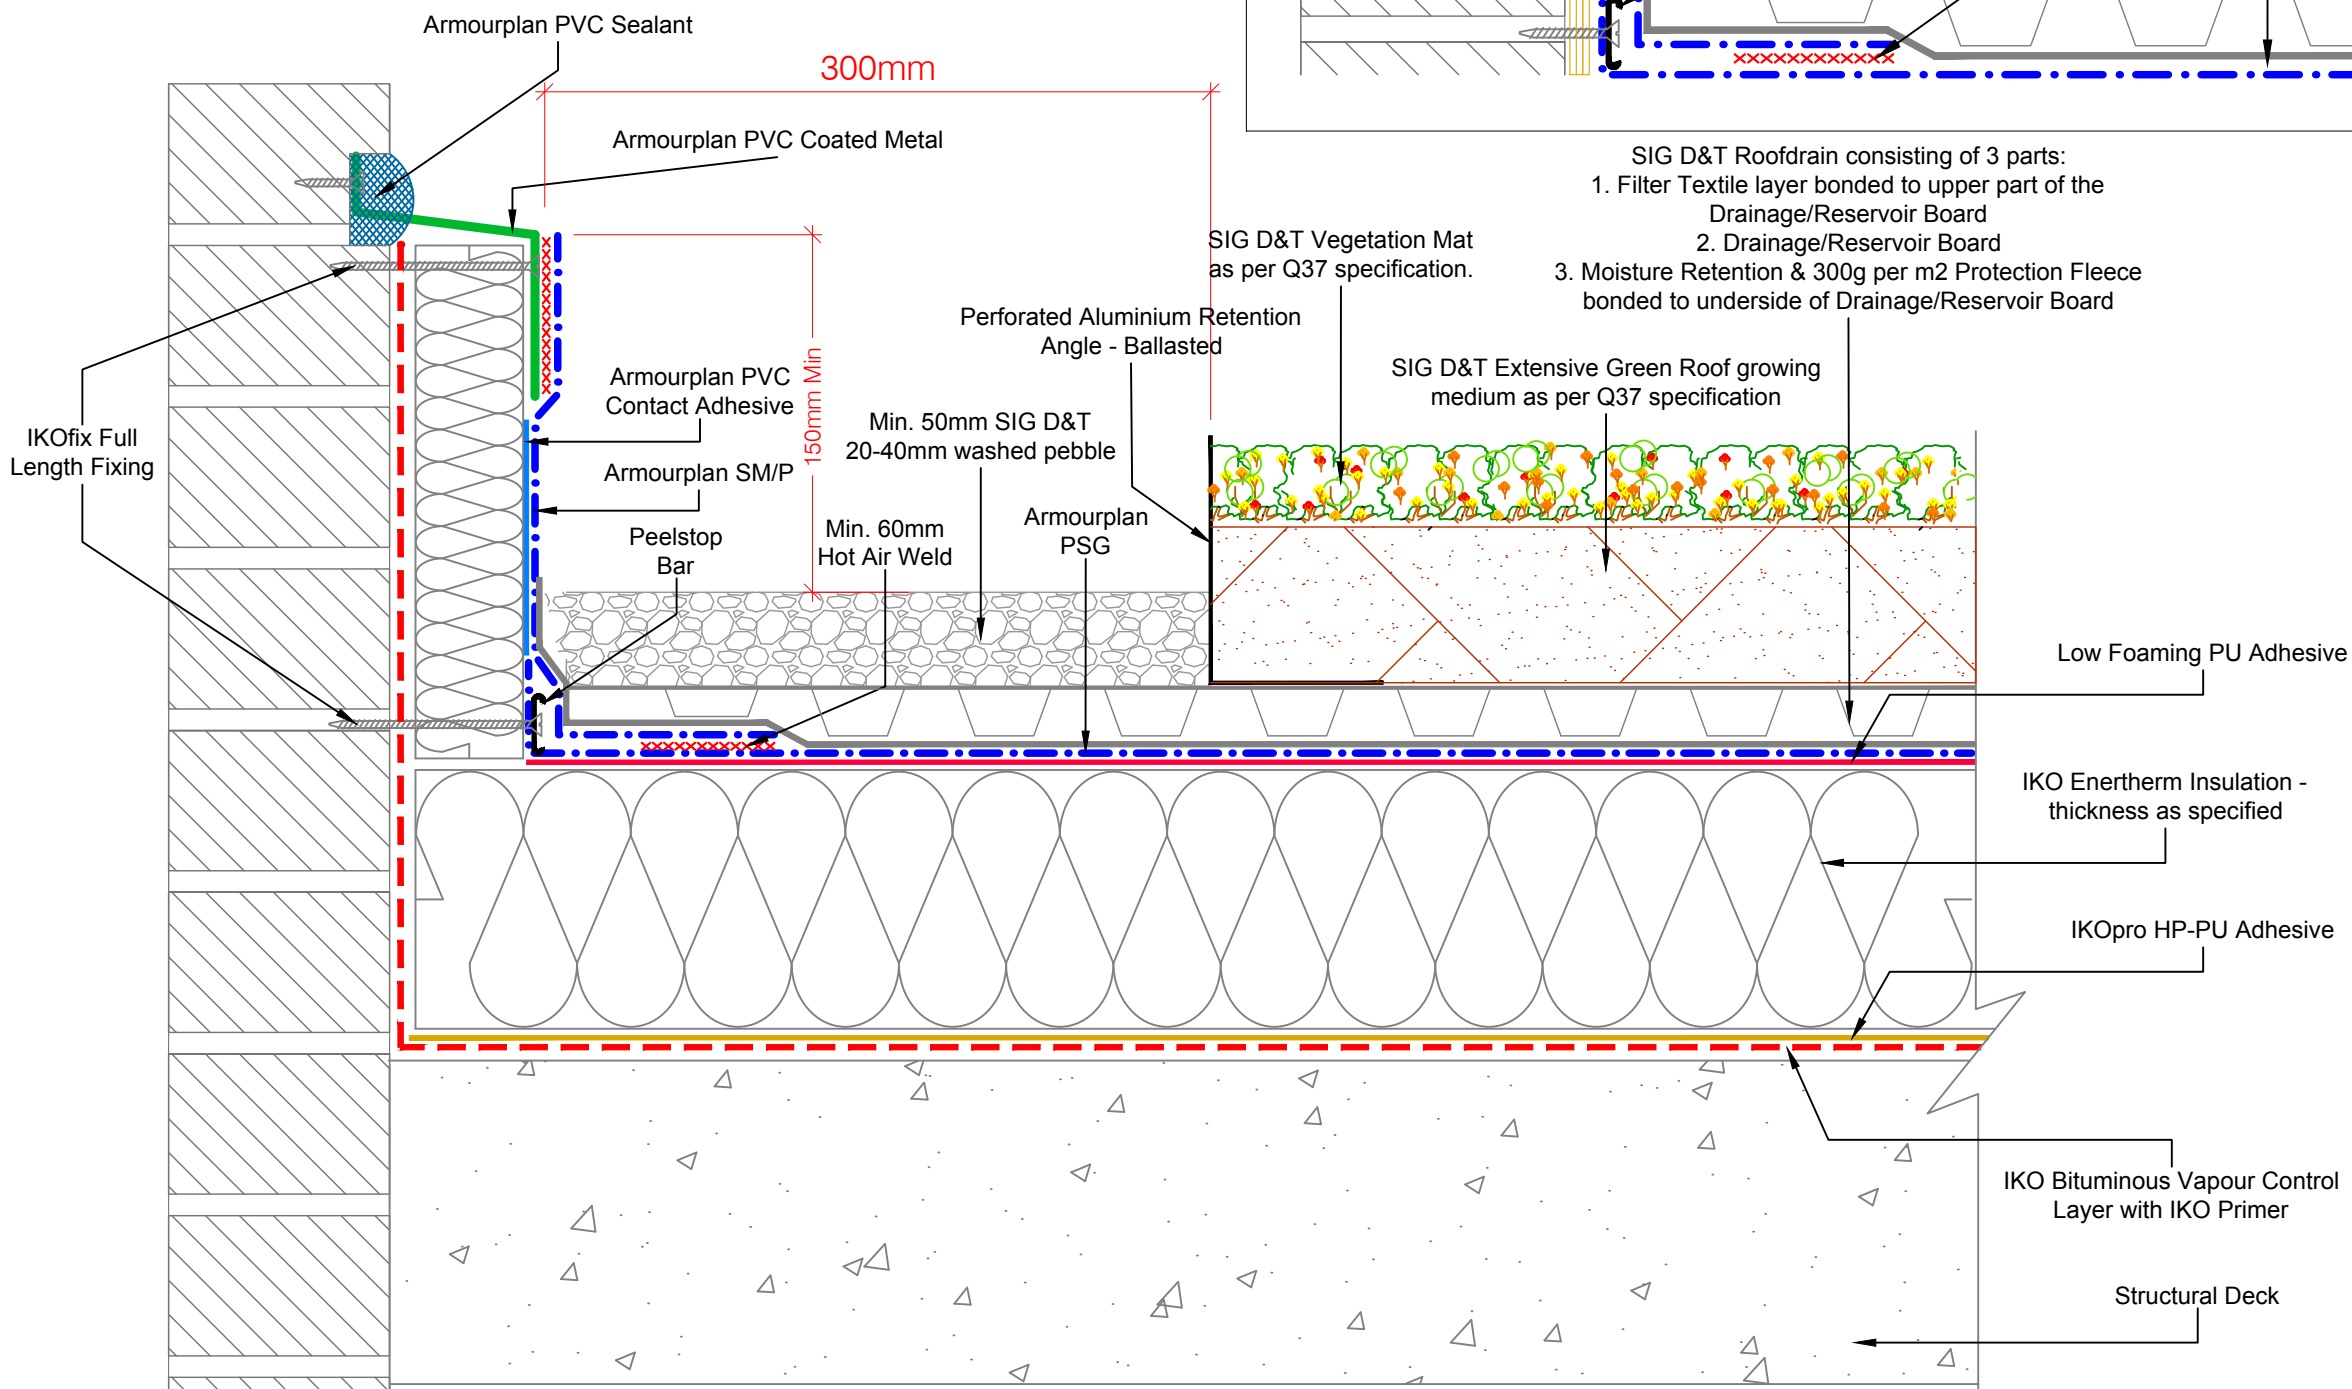 Armourplan PVC Sealant
300mm
Armourplan PVC Coated Metal
SIG D&T Roofdrain consisting of 3 parts:
1. Filter Textile layer bonded to upper part of the
Drainage/Reservoir Board
2. Drainage/Reservoir Board
3. Moisture Retention & 300g per m2 Protection Fleece
bonded to underside of Drainage/Reservoir Board
SIG D&T Vegetation Mat
as per Q37 specification.
Perforated Aluminium Retention
Angle - Ballasted
SIG D&T Extensive Green Roof growing
medium as per Q37 specification
150mm Min
Armourplan PVC
Contact Adhesive
Min. 50mm SIG D&T
20-40mm washed pebble
IKOfix Full
Length Fixing
Armourplan SM/P
Armourplan
PSG
Min. 60mm
Hot Air Weld
Peelstop
Bar
Low Foaming PU Adhesive
IKO Enertherm Insulation -
thickness as specified
IKOpro HP-PU Adhesive
IKO Bituminous Vapour Control
Layer with IKO Primer
Structural Deck